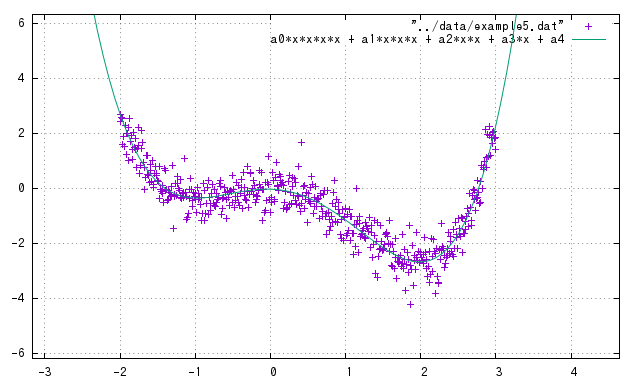 "../data/example5.dat"
a0*x*x*x*x + a1*x*x*x + a2*x*x + a3*x + a4
6
4
2
0
-2
-4
-6
-3 -2 -1 0 1 2 3 4